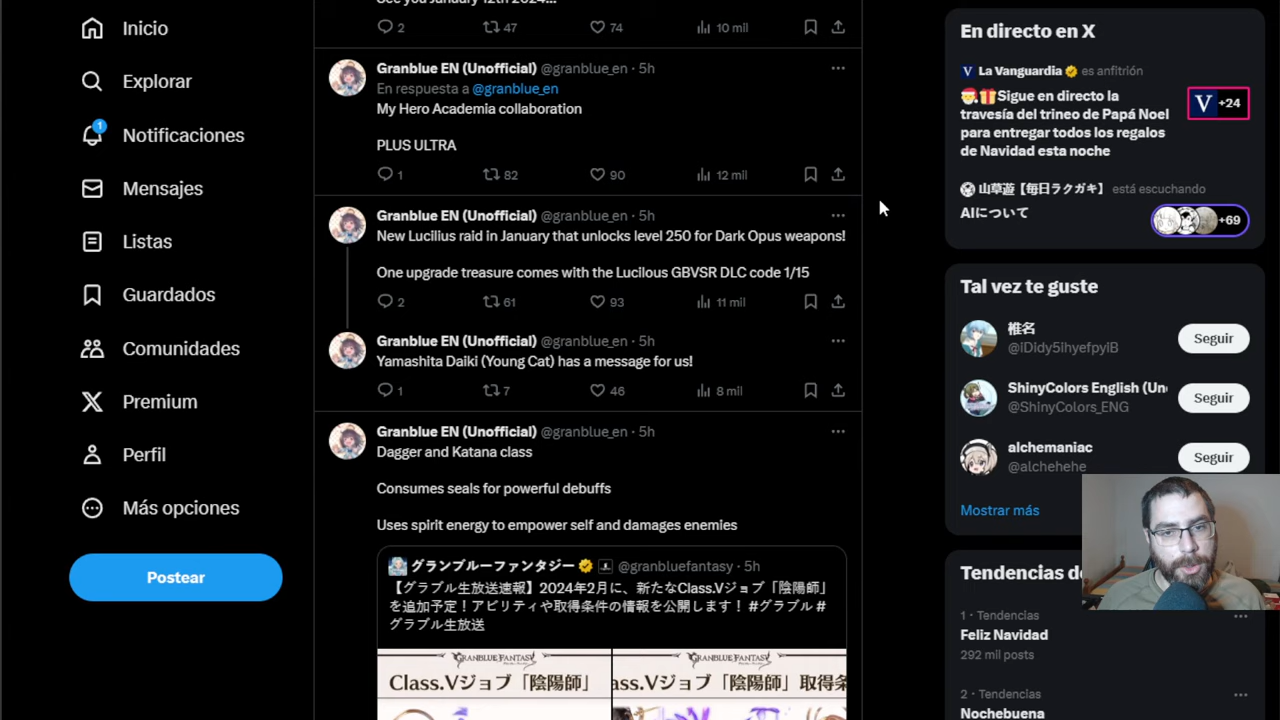 Inicio
Explorar
1
Notificaciones
Mensajes
Listas
Guardados
Comunidades
Premium
Perfil
Más opciones
Postear
See you January 12th 2024...
2 47 74 10 mil
Granblue EN (Unofficial) @granblue_en · 5h
En respuesta a @granblue_en
My Hero Academia collaboration
PLUS ULTRA
1 82 90 12 mil
Granblue EN (Unofficial) @granblue_en · 5h
New Lucilius raid in January that unlocks level 250 for Dark Opus weapons!
One upgrade treasure comes with the Lucilous GBVSR DLC code 1/15
2 61 93 11 mil
Granblue EN (Unofficial) @granblue_en · 5h
Yamashita Daiki (Young Cat) has a message for us!
1 7 46 8 mil
Granblue EN (Unofficial) @granblue_en · 5h
Dagger and Katana class
Consumes seals for powerful debuffs
Uses spirit energy to empower self and damages enemies
グランブルーファンタジー @granbluefantasy · 5h
【グラブル生放送速報】2024年2月に、新たなClass.Vジョブ「陰陽師」
を追加予定！アビリティや取得条件の情報を公開します！ #グラブル #
グラブル生放送
GRANBLUE FANTASY
Class.Vジョブ「陰陽師」
GRANBLUE FANTASY
ass.Vジョブ「陰陽師」取得条
En directo en X
La Vanguardia es anfitrión
Sigue en directo la
travesía del trineo de Papá Noel
para entregar todos los regalos
de Navidad esta noche
V +24
山草遊【毎日ラクガキ】 está escuchando
AIについて
+69
Tal vez te guste
椎名
@iDidy5ihyefpyiB
Seguir
ShinyColors English (Un
@ShinyColors_ENG
Seguir
alchemaniac
@alchehehe
Seguir
Mostrar más
Tendencias de
1 · Tendencias
Feliz Navidad
292 mil posts
2 · Tendencias
Nochebuena